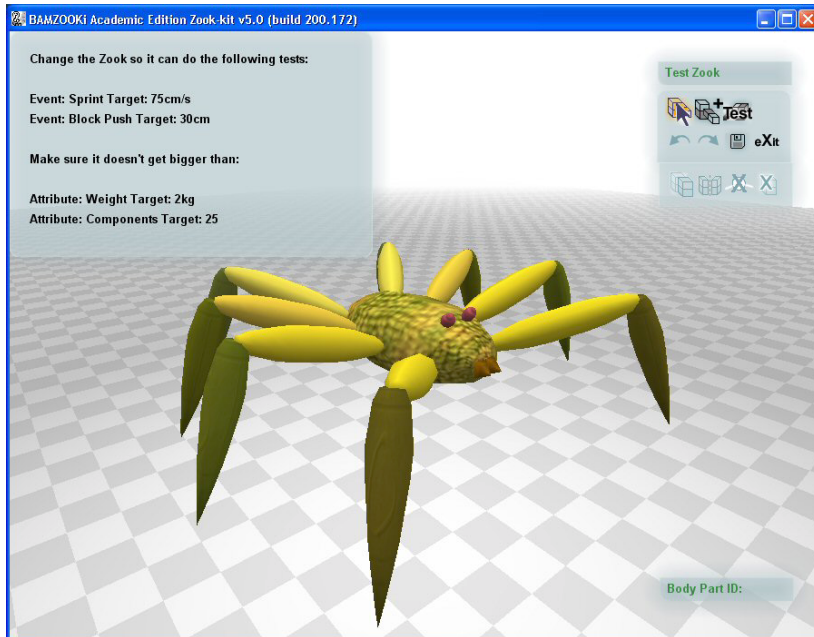 BAMZOOKi Academic Edition Zook-kit v5.0 (build 200.172)
Change the Zook so it can do the following tests:
Event: Sprint Target: 75cm/s
Event: Block Push Target: 30cm
Make sure it doesn't get bigger than:
Attribute: Weight Target: 2kg
Attribute: Components Target: 25
Test Zook
Test
eXit
Body Part ID: